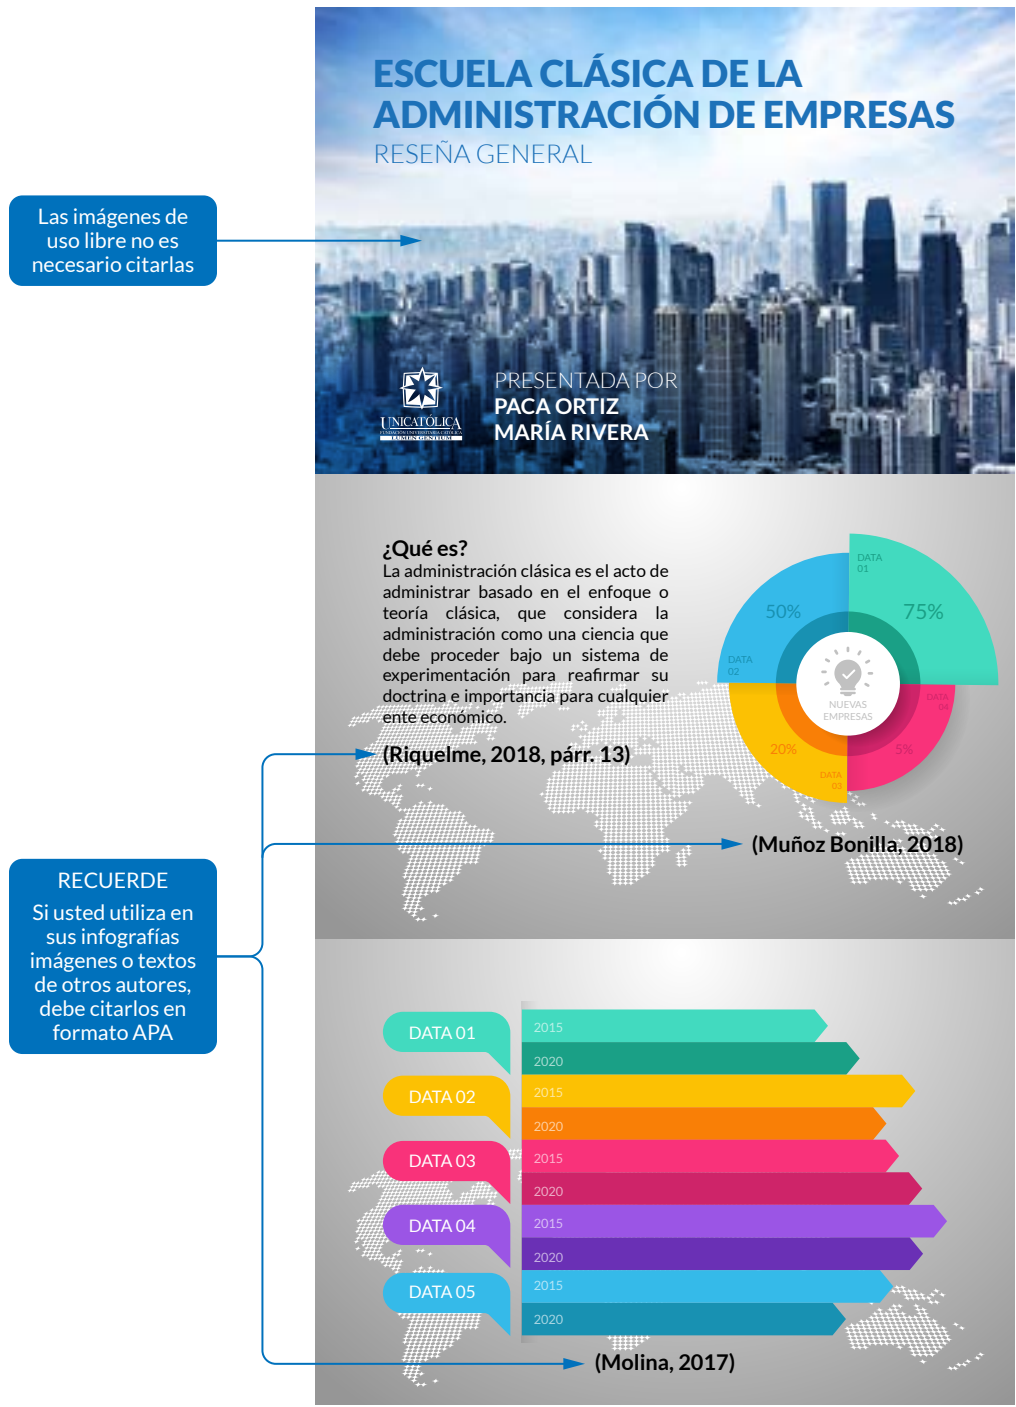 ESCUELA CLÁSICA DE LA
ADMINISTRACIÓN DE EMPRESAS
RESEÑA GENERAL
Las imágenes de
uso libre no es
necesario citarlas
UNICATÓLICA
FUNDACIÓN UNIVERSITARIA CATÓLICA
LUMEN GENTIUM
PRESENTADA POR
PACA ORTIZ
MARÍA RIVERA
¿Qué es?
La administración clásica es el acto de
administrar basado en el enfoque o
teoría clásica, que considera la
administración como una ciencia que
debe proceder bajo un sistema de
experimentación para reafirmar su
doctrina e importancia para cualquier
ente económico.
(Riquelme, 2018, párr. 13)
DATA
01
75%
50%
DATA
02
DATA
04
NUEVAS
EMPRESAS
20%
5%
DATA
03
(Muñoz Bonilla, 2018)
RECUERDE
Si usted utiliza en
sus infografías
imágenes o textos
de otros autores,
debe citarlos en
formato APA
DATA 01
2015
2020
DATA 02
2015
2020
DATA 03
2015
2020
DATA 04
2015
2020
DATA 05
2015
2020
(Molina, 2017)